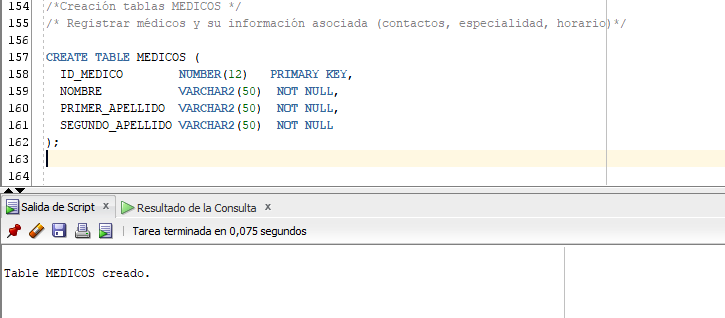 154 /*Creación tablas MEDICOS */
155 /* Registrar médicos y su información asociada (contactos, especialidad, horario)*/
156
157 CREATE TABLE MEDICOS (
158 ID_MEDICO NUMBER(12) PRIMARY KEY,
159 NOMBRE VARCHAR2(50) NOT NULL,
160 PRIMER_APELLIDO VARCHAR2(50) NOT NULL,
161 SEGUNDO_APELLIDO VARCHAR2(50) NOT NULL
162 );
163
164
Salida de Script x Resultado de la Consulta x
Tarea terminada en 0,075 segundos
Table MEDICOS creado.